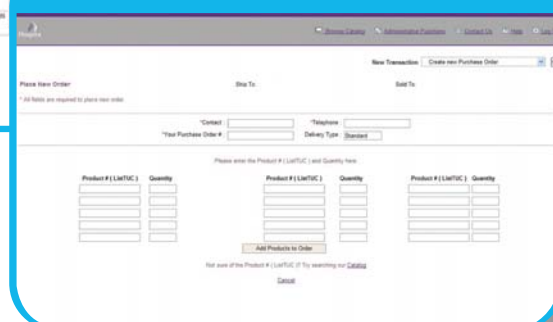 Hospira
Browse Catalog Administrative Functions Contact Us Help
New Transaction: Create new Purchase Order
Place New Order Ship To: Sold To:
* All fields are required to place new order.
*Contact : *Telephone :
*Your Purchase Order # : Delivery Type : Standard
Please enter the Product # ( List/TUC ) and Quantity here
Product # ( List/TUC ) Quantity Product # ( List/TUC ) Quantity Product # ( List/TUC ) Quantity
Add Products to Order
Not sure of the Product # ( List/TUC )? Try searching our Catalog
Cancel